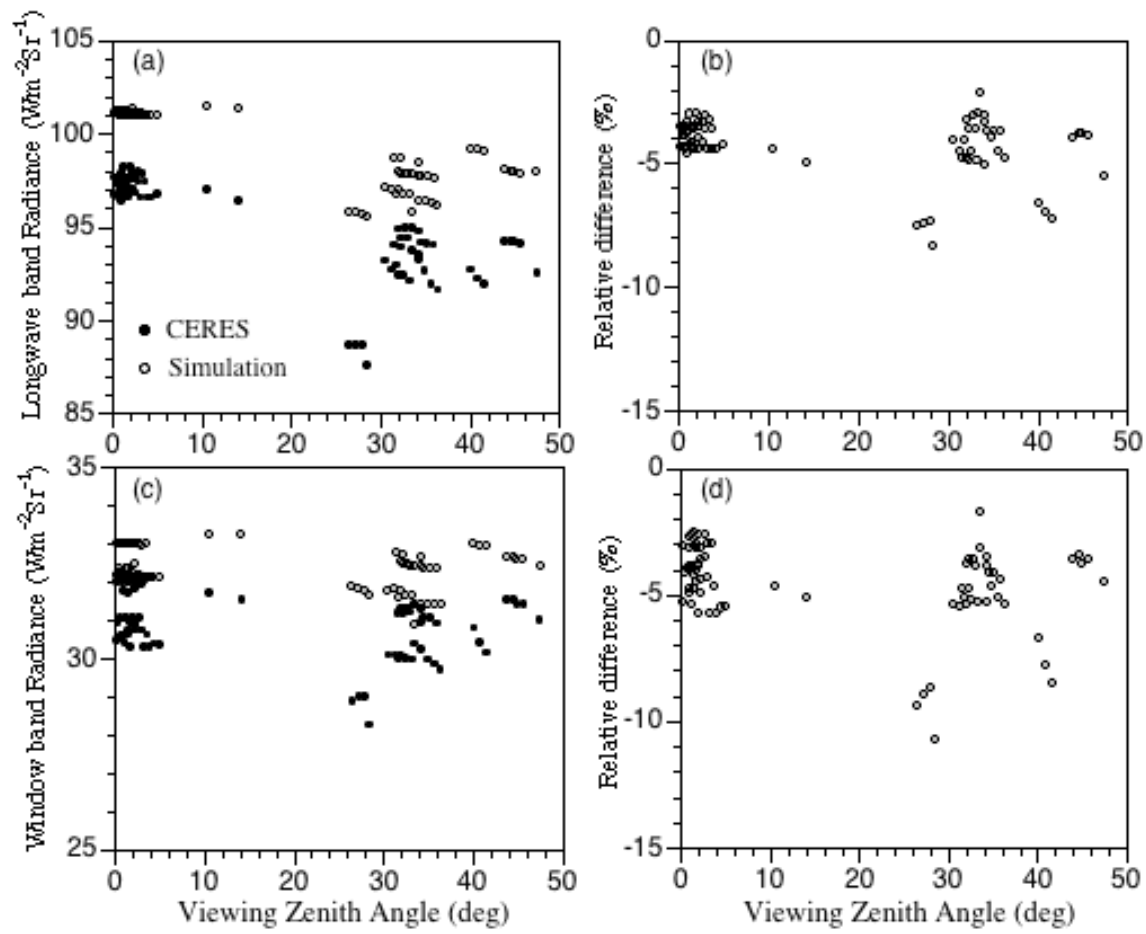 (a)
Longwave band Radiance (Wm⁻²Sr⁻¹)
105
100
95
90
85
CERES
Simulation
0 10 20 30 40 50
(b)
Relative difference (%)
0
-5
-10
-15
0 10 20 30 40 50
(c)
Window band Radiance (Wm⁻²Sr⁻¹)
35
30
25
0 10 20 30 40 50
Viewing Zenith Angle (deg)
(d)
Relative difference (%)
0
-5
-10
-15
0 10 20 30 40 50
Viewing Zenith Angle (deg)